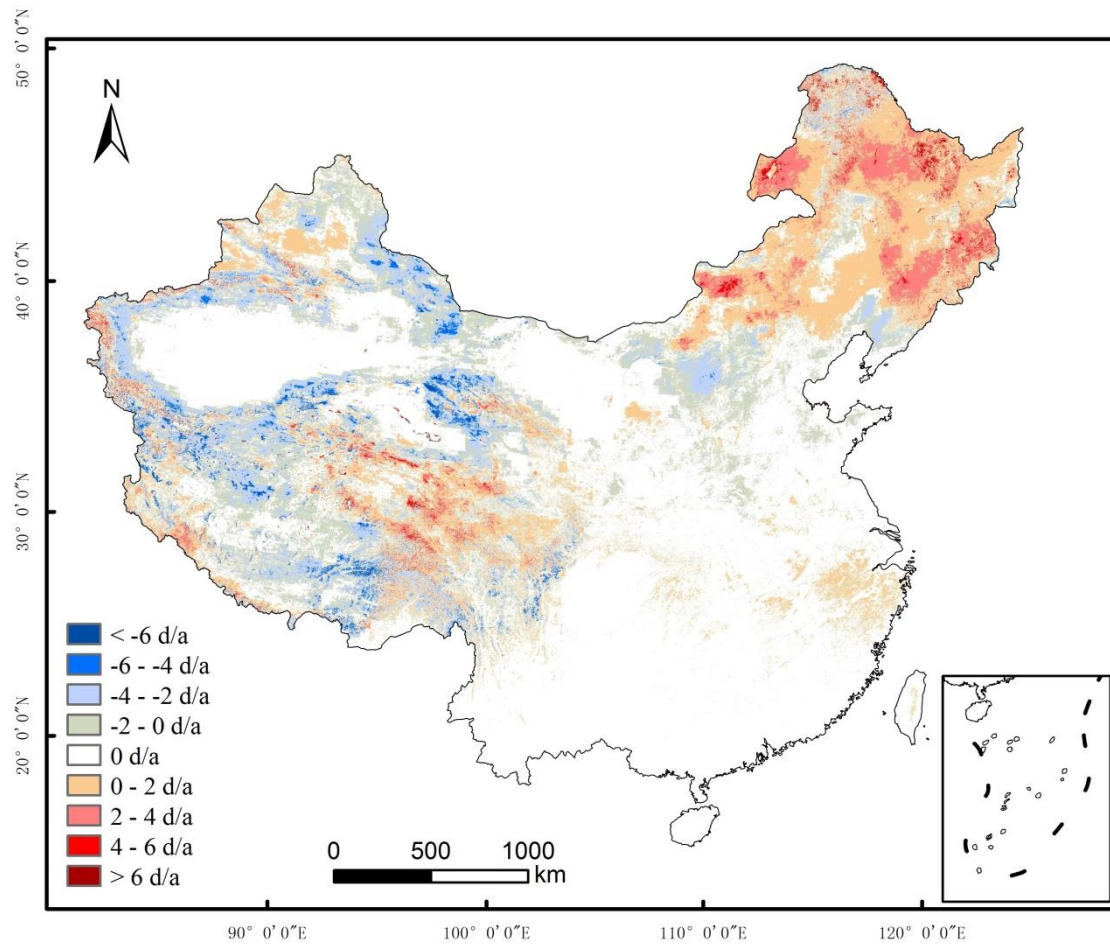 50° 0′0″N
N
40° 0′0″N
30° 0′0″N
20° 0′0″N
< -6 d/a
-6 - -4 d/a
-4 - -2 d/a
-2 - 0 d/a
0 d/a
0 - 2 d/a
2 - 4 d/a
4 - 6 d/a
> 6 d/a
0 500 1000
km
90° 0′0″E 100° 0′0″E 110° 0′0″E 120° 0′0″E